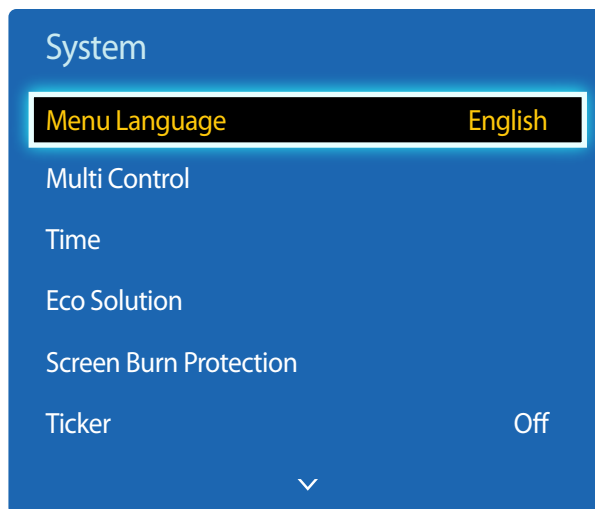 System
Menu Language English
Multi Control
Time
Eco Solution
Screen Burn Protection
Ticker Off